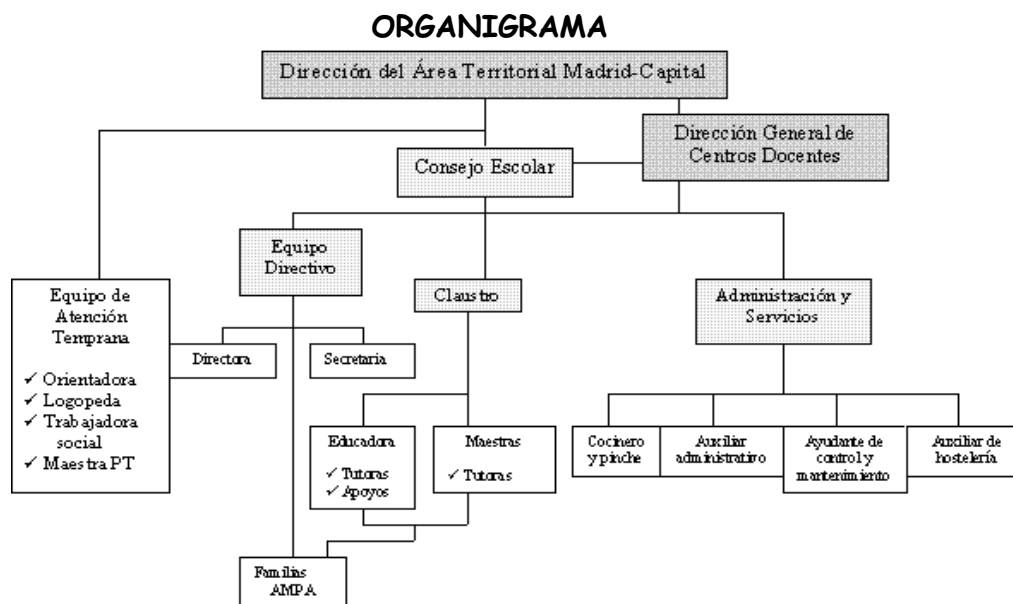 ORGANIGRAMA
Dirección del Área Territorial Madrid-Capital
Dirección General de
Centros Docentes
Consejo Escolar
Equipo
Directivo
Claustro
Administración y
Servicios
Equipo de
Atención
Temprana
✓ Orientadora
✓ Logopeda
✓ Trabajadora
social
✓ Maestra PT
Directora
Secretaría
Educadora
✓ Tutoras
✓ Apoyos
Maestras
✓ Tutoras
Cocinero
y pinche
Auxiliar
administrativo
Ayudante de
control y
mantenimiento
Auxiliar de
hostelería
Familias
AMPA